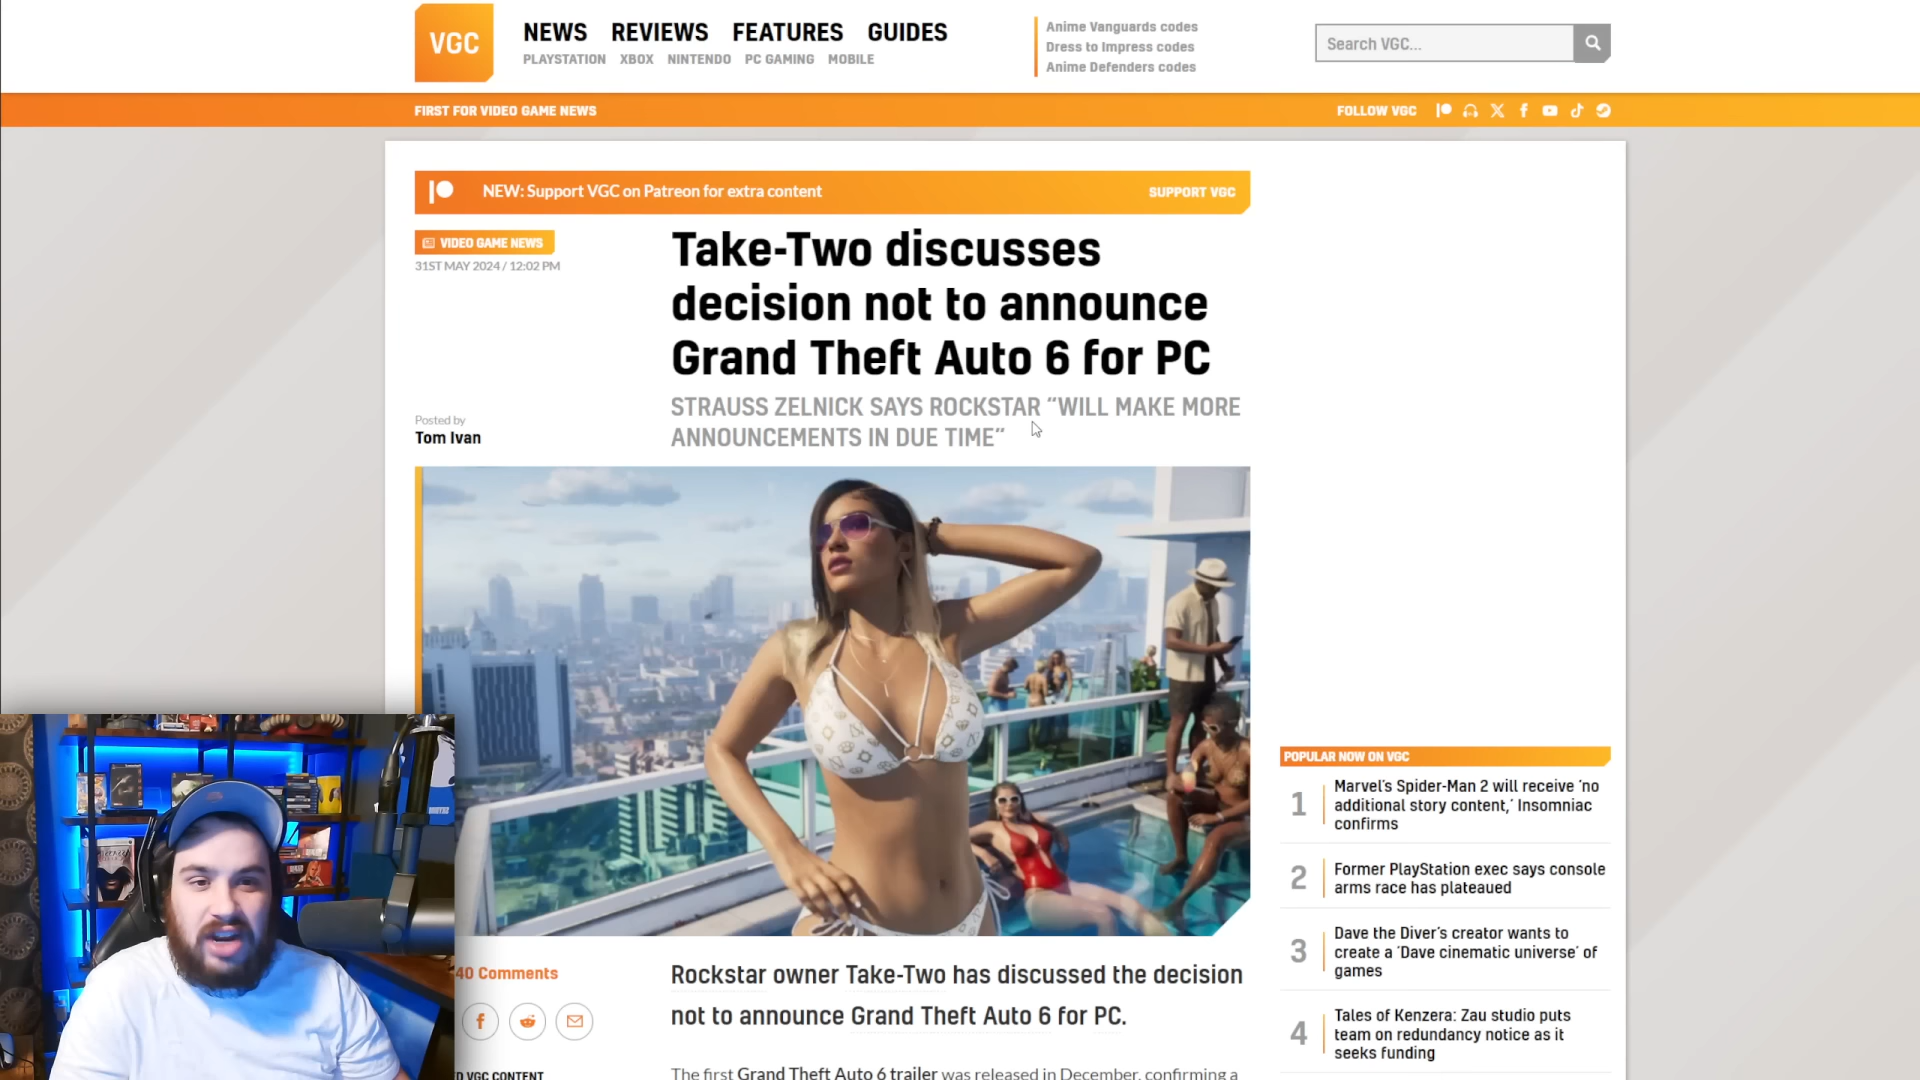 VGC
NEWS REVIEWS FEATURES GUIDES
PLAYSTATION XBOX NINTENDO PC GAMING MOBILE
Anime Vanguards codes
Dress to Impress codes
Anime Defenders codes
Search VGC...
FIRST FOR VIDEO GAME NEWS
FOLLOW VGC
NEW: Support VGC on Patreon for extra content
SUPPORT VGC
VIDEO GAME NEWS
31ST MAY 2024 / 12:02 PM
Take-Two discusses
decision not to announce
Grand Theft Auto 6 for PC
STRAUSS ZELNICK SAYS ROCKSTAR “WILL MAKE MORE
ANNOUNCEMENTS IN DUE TIME”
Posted by
Tom Ivan
40 Comments
Rockstar owner Take-Two has discussed the decision
not to announce Grand Theft Auto 6 for PC.
VGC CONTENT
The first Grand Theft Auto 6 trailer was released in December, confirming a
POPULAR NOW ON VGC
1
Marvel’s Spider-Man 2 will receive ‘no
additional story content,’ Insomniac
confirms
2
Former PlayStation exec says console
arms race has plateaued
3
Dave the Diver’s creator wants to
create a ‘Dave cinematic universe’ of
games
4
Tales of Kenzera: Zau studio puts
team on redundancy notice as it
seeks funding